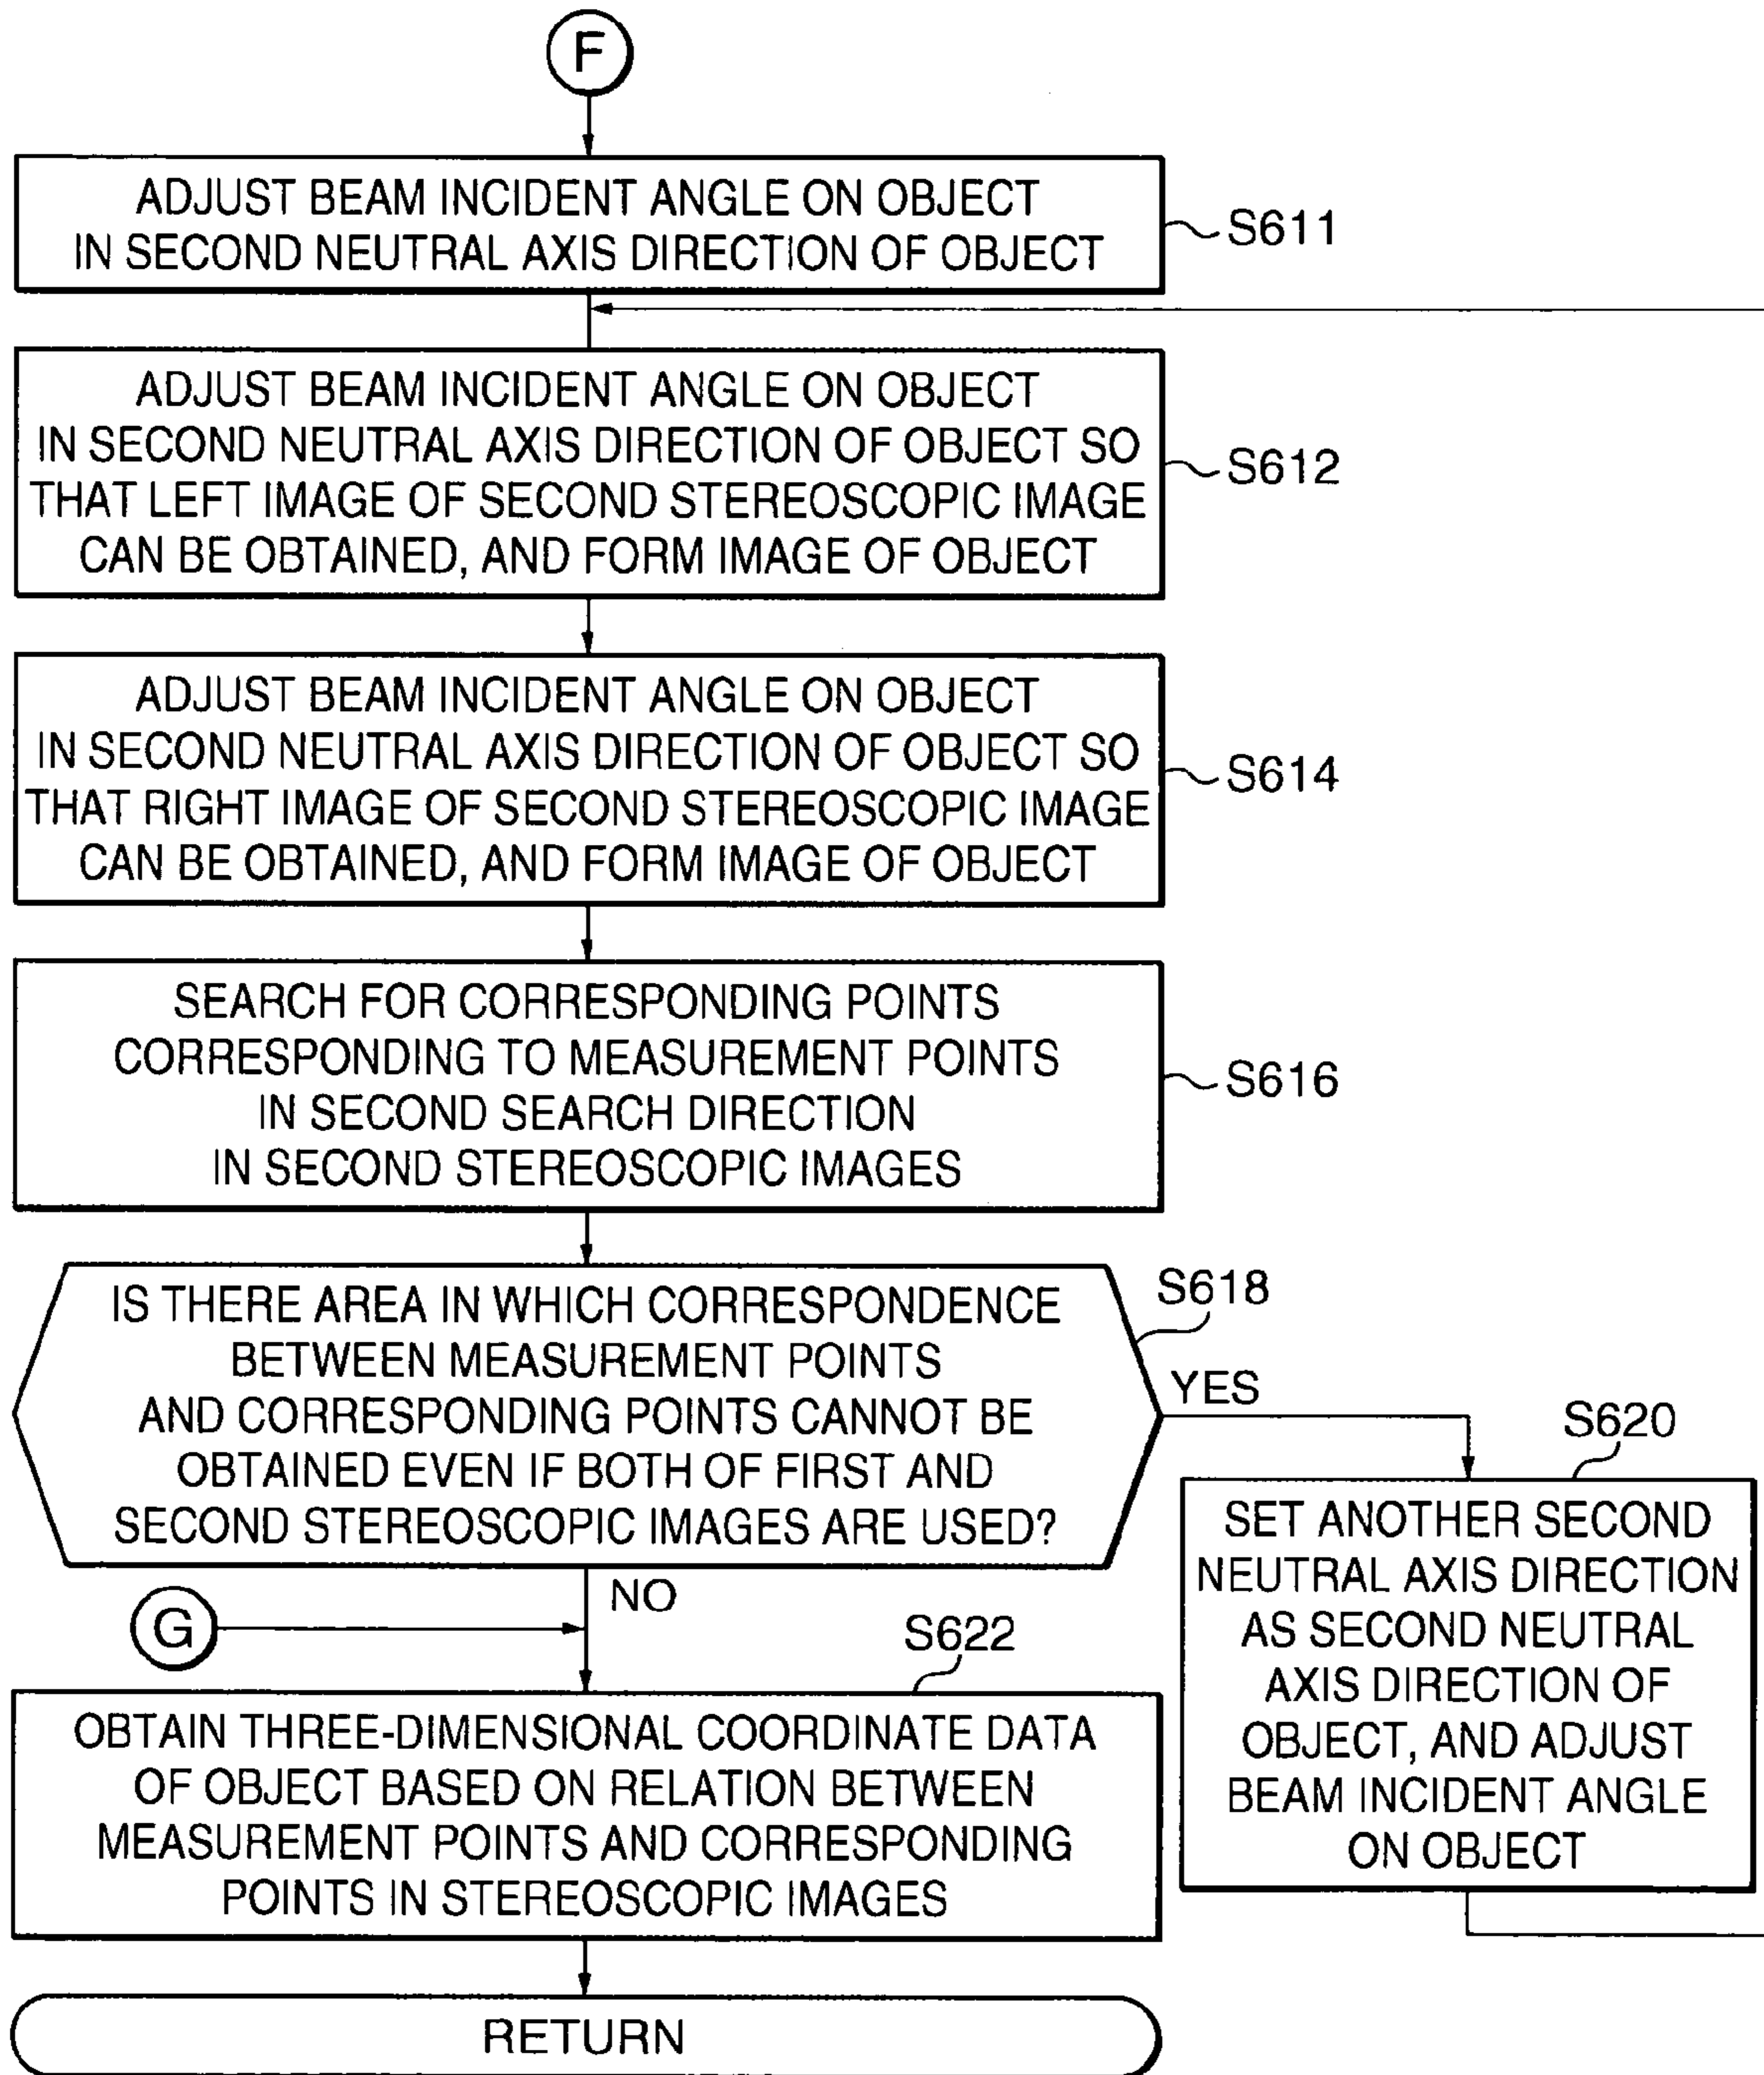 F
ADJUST BEAM INCIDENT ANGLE ON OBJECT
IN SECOND NEUTRAL AXIS DIRECTION OF OBJECT
S611
ADJUST BEAM INCIDENT ANGLE ON OBJECT
IN SECOND NEUTRAL AXIS DIRECTION OF OBJECT SO
THAT LEFT IMAGE OF SECOND STEREOSCOPIC IMAGE
CAN BE OBTAINED, AND FORM IMAGE OF OBJECT
S612
ADJUST BEAM INCIDENT ANGLE ON OBJECT
IN SECOND NEUTRAL AXIS DIRECTION OF OBJECT SO
THAT RIGHT IMAGE OF SECOND STEREOSCOPIC IMAGE
CAN BE OBTAINED, AND FORM IMAGE OF OBJECT
S614
SEARCH FOR CORRESPONDING POINTS
CORRESPONDING TO MEASUREMENT POINTS
IN SECOND SEARCH DIRECTION
IN SECOND STEREOSCOPIC IMAGES
S616
IS THERE AREA IN WHICH CORRESPONDENCE
BETWEEN MEASUREMENT POINTS
AND CORRESPONDING POINTS CANNOT BE
OBTAINED EVEN IF BOTH OF FIRST AND
SECOND STEREOSCOPIC IMAGES ARE USED?
S618
YES
S620
SET ANOTHER SECOND
NEUTRAL AXIS DIRECTION
AS SECOND NEUTRAL
AXIS DIRECTION OF
OBJECT, AND ADJUST
BEAM INCIDENT ANGLE
ON OBJECT
NO
G
S622
OBTAIN THREE-DIMENSIONAL COORDINATE DATA
OF OBJECT BASED ON RELATION BETWEEN
MEASUREMENT POINTS AND CORRESPONDING
POINTS IN STEREOSCOPIC IMAGES
RETURN